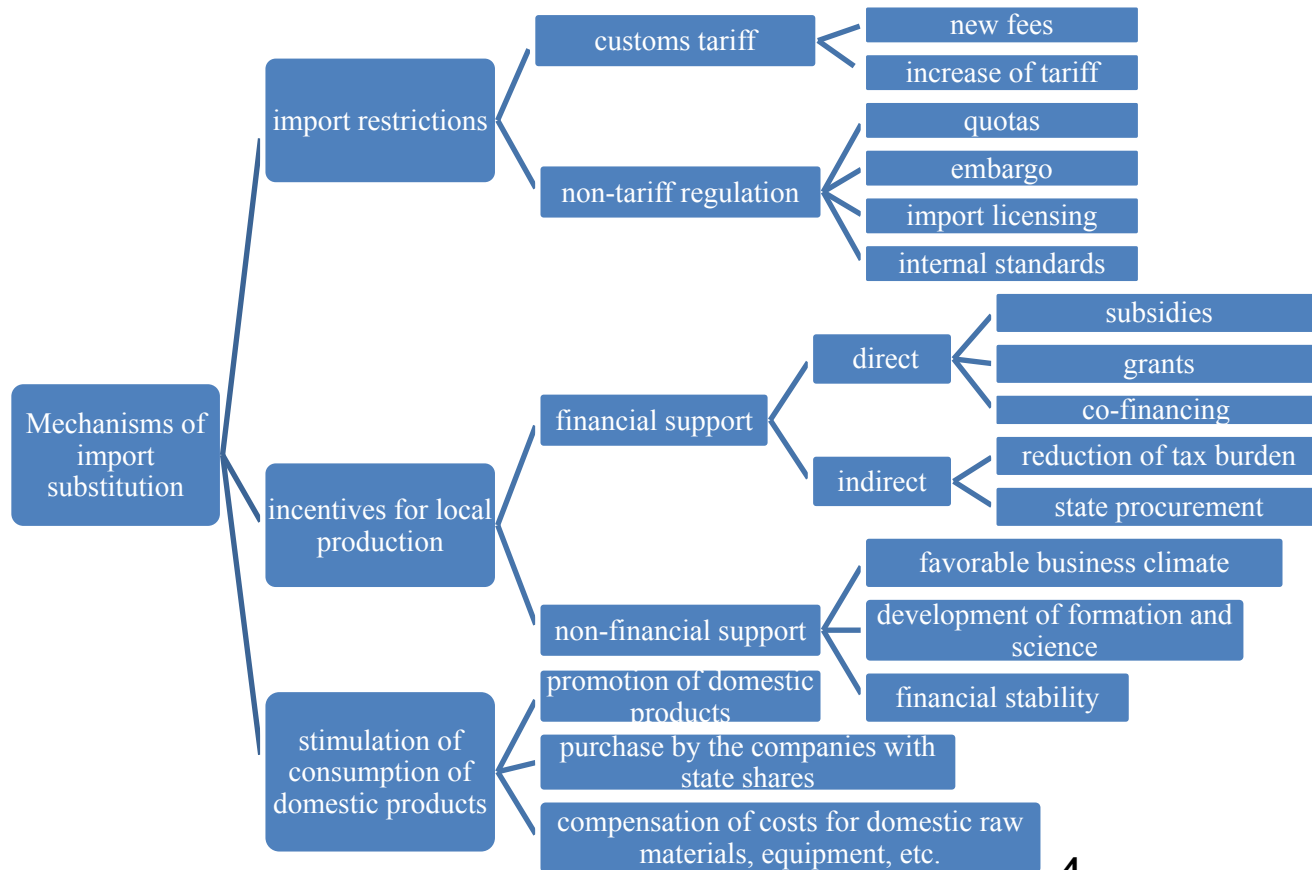 Mechanisms of
import
substitution
import restrictions
customs tariff
new fees
increase of tariff
non-tariff regulation
quotas
embargo
import licensing
internal standards
incentives for local
production
financial support
direct
subsidies
grants
co-financing
indirect
reduction of tax burden
state procurement
non-financial support
favorable business climate
development of formation and
science
financial stability
stimulation of
consumption of
domestic products
promotion of domestic
products
purchase by the companies with
state shares
compensation of costs for domestic raw
materials, equipment, etc.
4